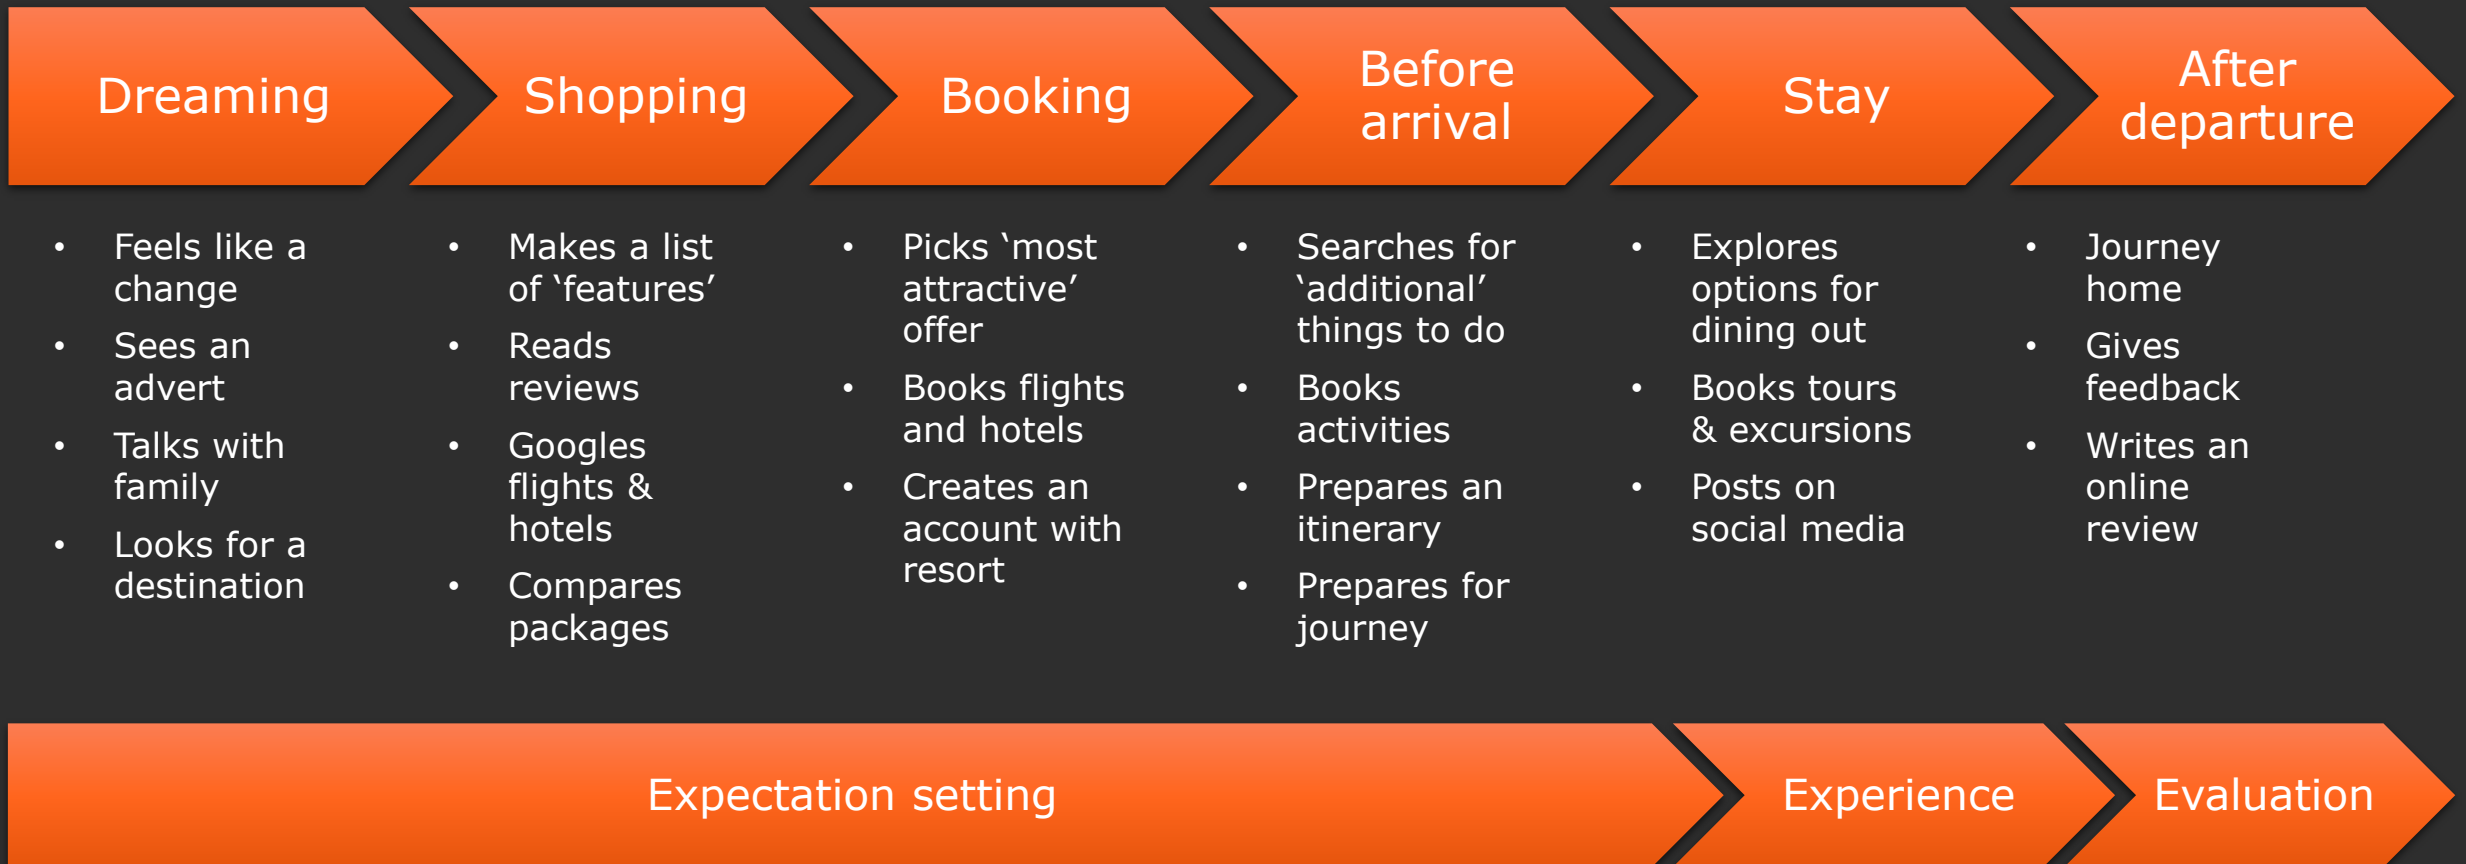 Dreaming
Shopping
Booking
Before
arrival
Stay
After
departure
• Feels like a
change
• Sees an
advert
• Talks with
family
• Looks for a
destination
• Makes a list
of ‘features’
• Reads
reviews
• Googles
flights &
hotels
• Compares
packages
• Picks ‘most
attractive’
offer
• Books flights
and hotels
• Creates an
account with
resort
• Searches for
‘additional’
things to do
• Books
activities
• Prepares an
itinerary
• Prepares for
journey
• Explores
options for
dining out
• Books tours
& excursions
• Posts on
social media
• Journey
home
• Gives
feedback
• Writes an
online
review
Expectation setting
Experience
Evaluation